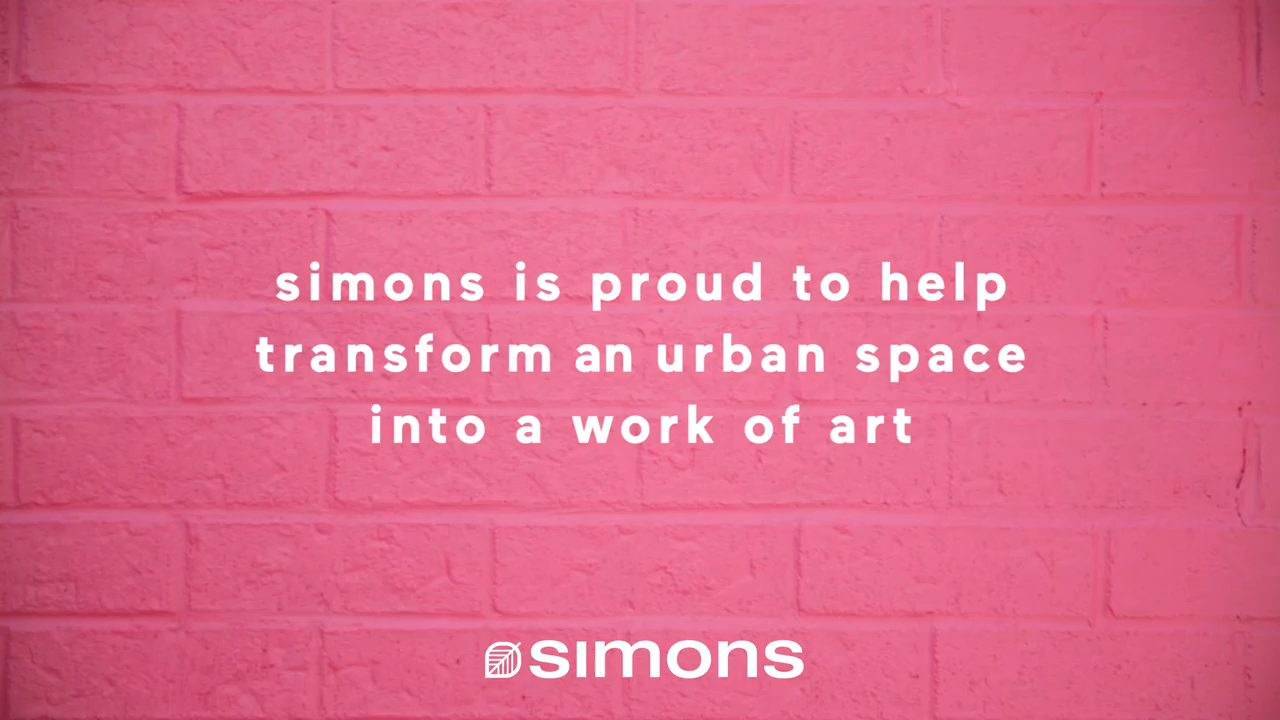 simons is proud to help
transform an urban space
into a work of art
simons